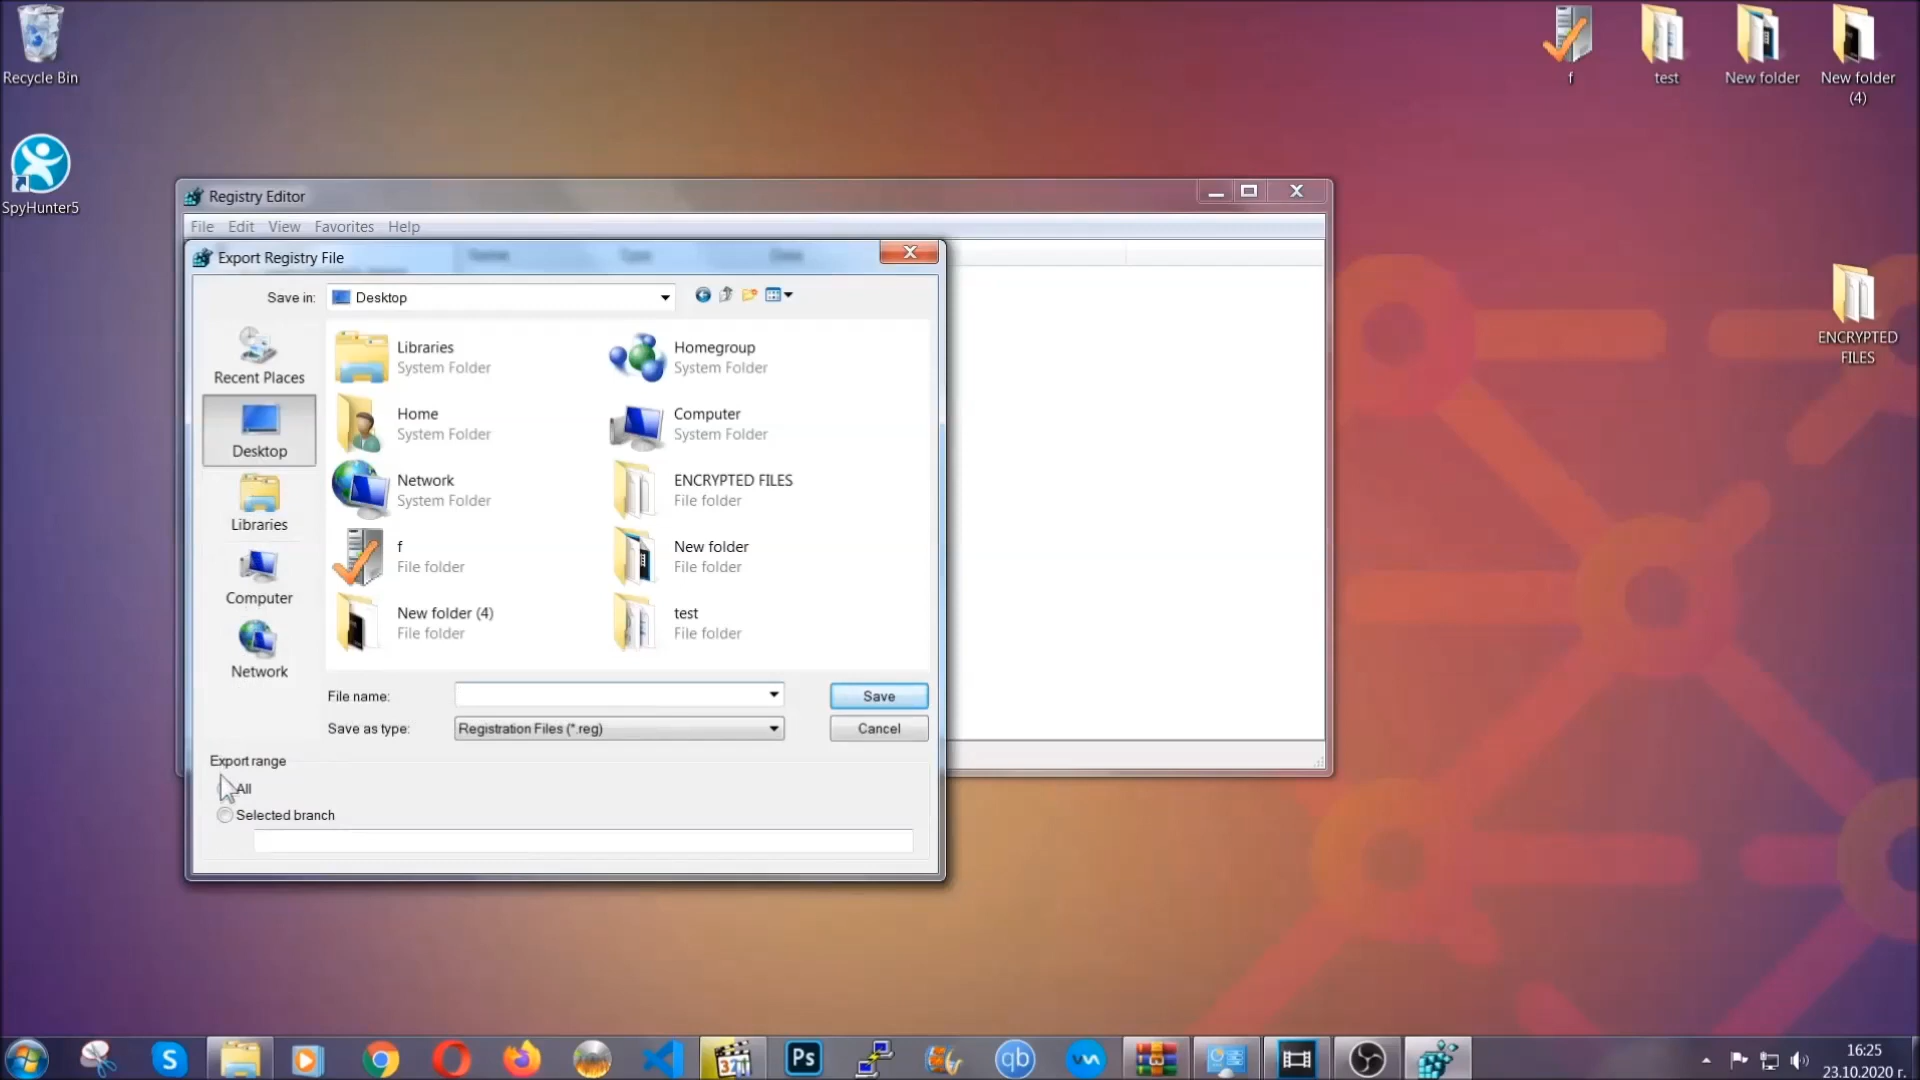 Recycle Bin
SpyHunter5
f
test
New folder
New folder
(4)
ENCRYPTED
FILES
Registry Editor
File Edit View Favorites Help
Export Registry File
Save in:
Desktop
Recent Places
Desktop
Libraries
Computer
Network
Libraries
System Folder
Homegroup
System Folder
Home
System Folder
Computer
System Folder
Network
System Folder
ENCRYPTED FILES
File folder
f
File folder
New folder
File folder
New folder (4)
File folder
test
File folder
File name:
Save
Save as type:
Registration Files (*.reg)
Cancel
Export range
All
Selected branch
S
321
Ps
qb
16:25
23.10.2020 г.